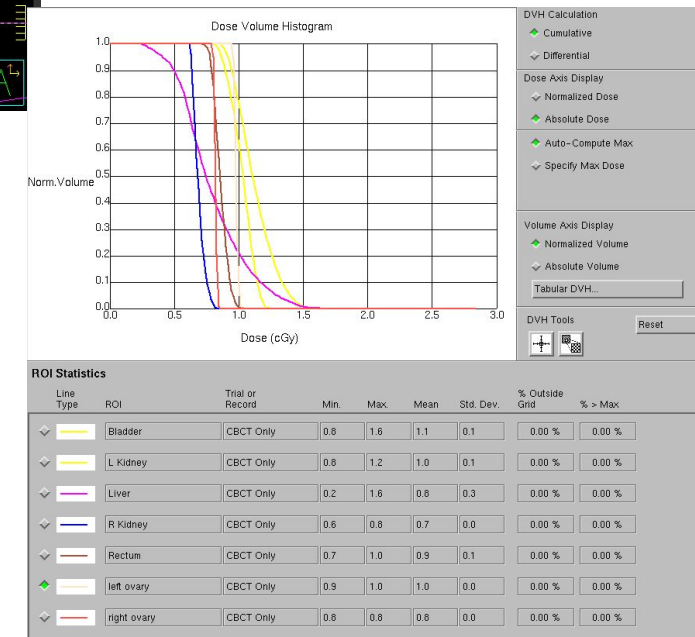 Dose Volume Histogram
1.0
0.9
0.8
0.7
0.6
Norm.Volume 0.5
0.4
0.3
0.2
0.1
0.0
0.0 0.5 1.0 1.5 2.0 2.5 3.0
Dose (cGy)
DVH Calculation
Cumulative
Differential
Dose Axis Display
Normalized Dose
Absolute Dose
Auto-Compute Max
Specify Max Dose
Volume Axis Display
Normalized Volume
Absolute Volume
Tabular DVH...
DVH Tools
Reset
ROI Statistics
Line Type ROI Trial or Record Min. Max. Mean Std. Dev. % Outside Grid % > Max
Bladder CBCT Only 0.8 1.6 1.1 0.1 0.00 % 0.00 %
L Kidney CBCT Only 0.8 1.2 1.0 0.1 0.00 % 0.00 %
Liver CBCT Only 0.2 1.6 0.8 0.3 0.00 % 0.00 %
R Kidney CBCT Only 0.6 0.8 0.7 0.0 0.00 % 0.00 %
Rectum CBCT Only 0.7 1.0 0.9 0.1 0.00 % 0.00 %
left ovary CBCT Only 0.9 1.0 1.0 0.0 0.00 % 0.00 %
right ovary CBCT Only 0.8 0.8 0.8 0.0 0.00 % 0.00 %